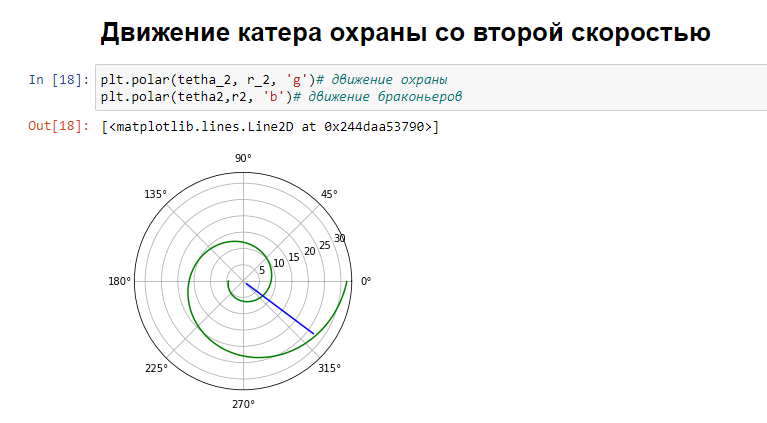 Движение катера охраны со второй скоростью
In [18]: plt.polar(tetha_2, r_2, 'g')# движение охраны
plt.polar(tetha2,r2, 'b')# движение браконьеров
Out[18]: [<matplotlib.lines.Line2D at 0x244daa53790>]
90°
135° 45°
5 10 15 20 25 30
180° 0°
225° 315°
270°